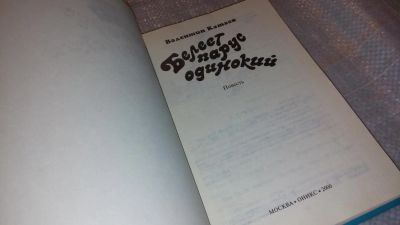 Валентин Катаев
Белеет
парус
одинокий
Повесть
МОСКВА • ОНИКС • 2000